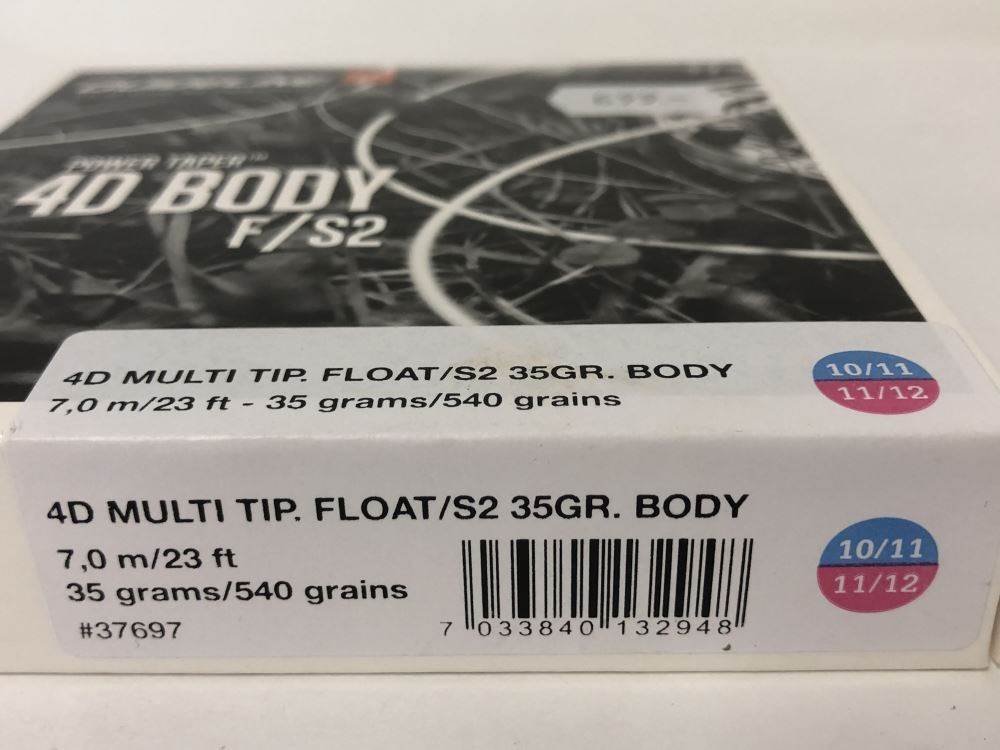 POWER TAPER™
4D BODY
F/S2
4D MULTI TIP. FLOAT/S2 35GR. BODY
7,0 m/23 ft - 35 grams/540 grains
10/11
11/12
4D MULTI TIP. FLOAT/S2 35GR. BODY
7,0 m/23 ft
35 grams/540 grains
#37697
7 033840 132948
10/11
11/12